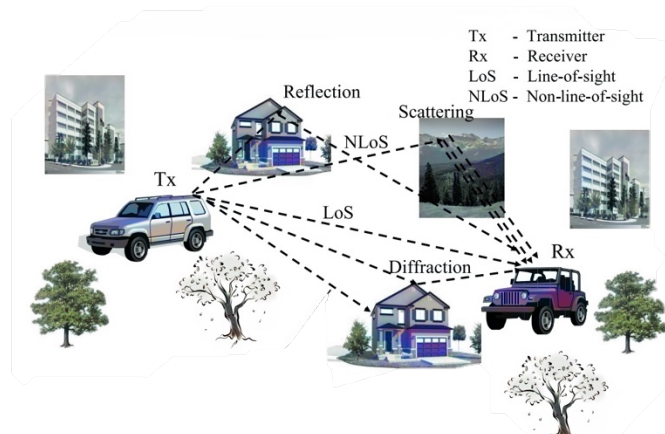 Tx - Transmitter
Rx - Receiver
LoS - Line-of-sight
NLoS - Non-line-of-sight
Reflection
Scattering
NLoS
Tx
LoS
Rx
Diffraction